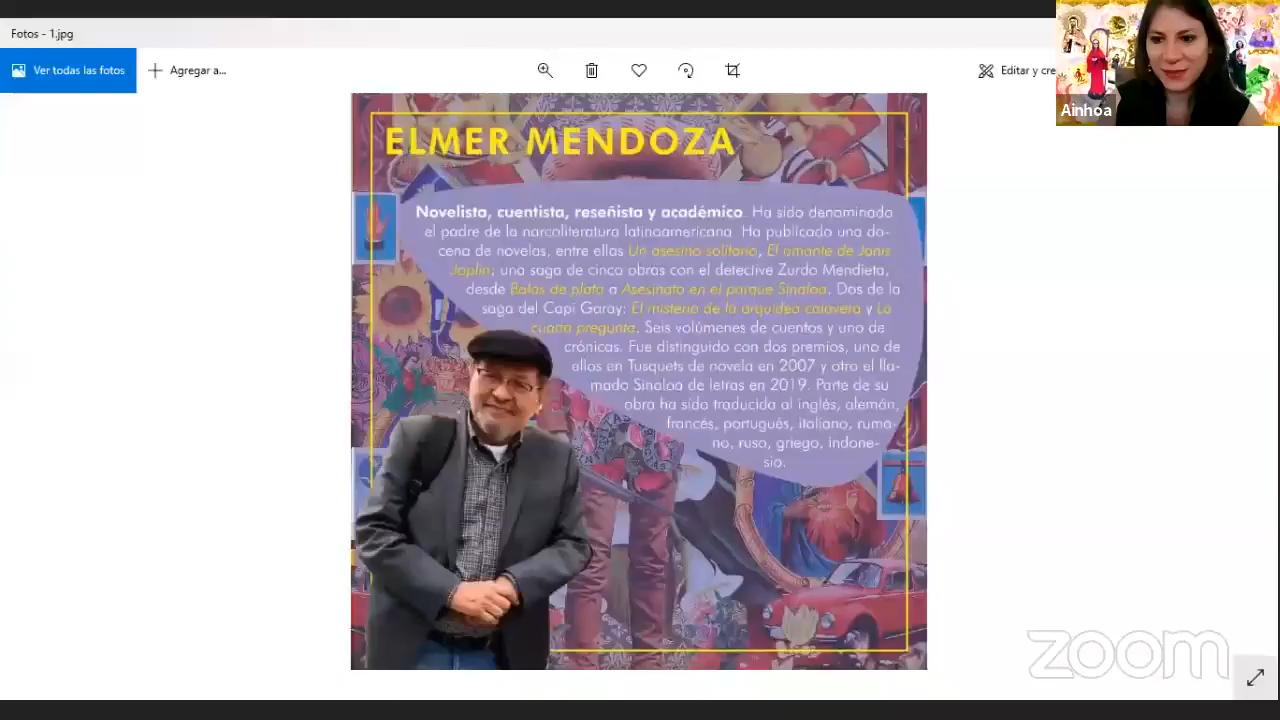 Fotos - 1.jpg
Ver todas las fotos
Agregar a...
Editar y cre
Ainhoa
ELMER MENDOZA
Novelista, cuentista, reseñista y académico. Ha sido denominado
el padre de la narcoliteratura latinoamericana. Ha publicado una do-
cena de novelas, entre ellas Un asesino solitario, El amante de Janis
Joplin; una saga de cinco obras con el detective Zurdo Mendieta,
desde Balas de plata a Asesinato en el parque Sinaloa. Dos de la
saga del Capi Garay: El misterio de la orquídea calavera y La
cuarta pregunta. Seis volúmenes de cuentos y uno de
crónicas. Fue distinguido con dos premios, uno de
ellos en Tusquets de novela en 2007 y otro el lla-
mado Sinaloa de letras en 2019. Parte de su
obra ha sido traducida al inglés, alemán,
francés, portugués, italiano, ruma-
no, ruso, griego, indone-
sio.
zoom